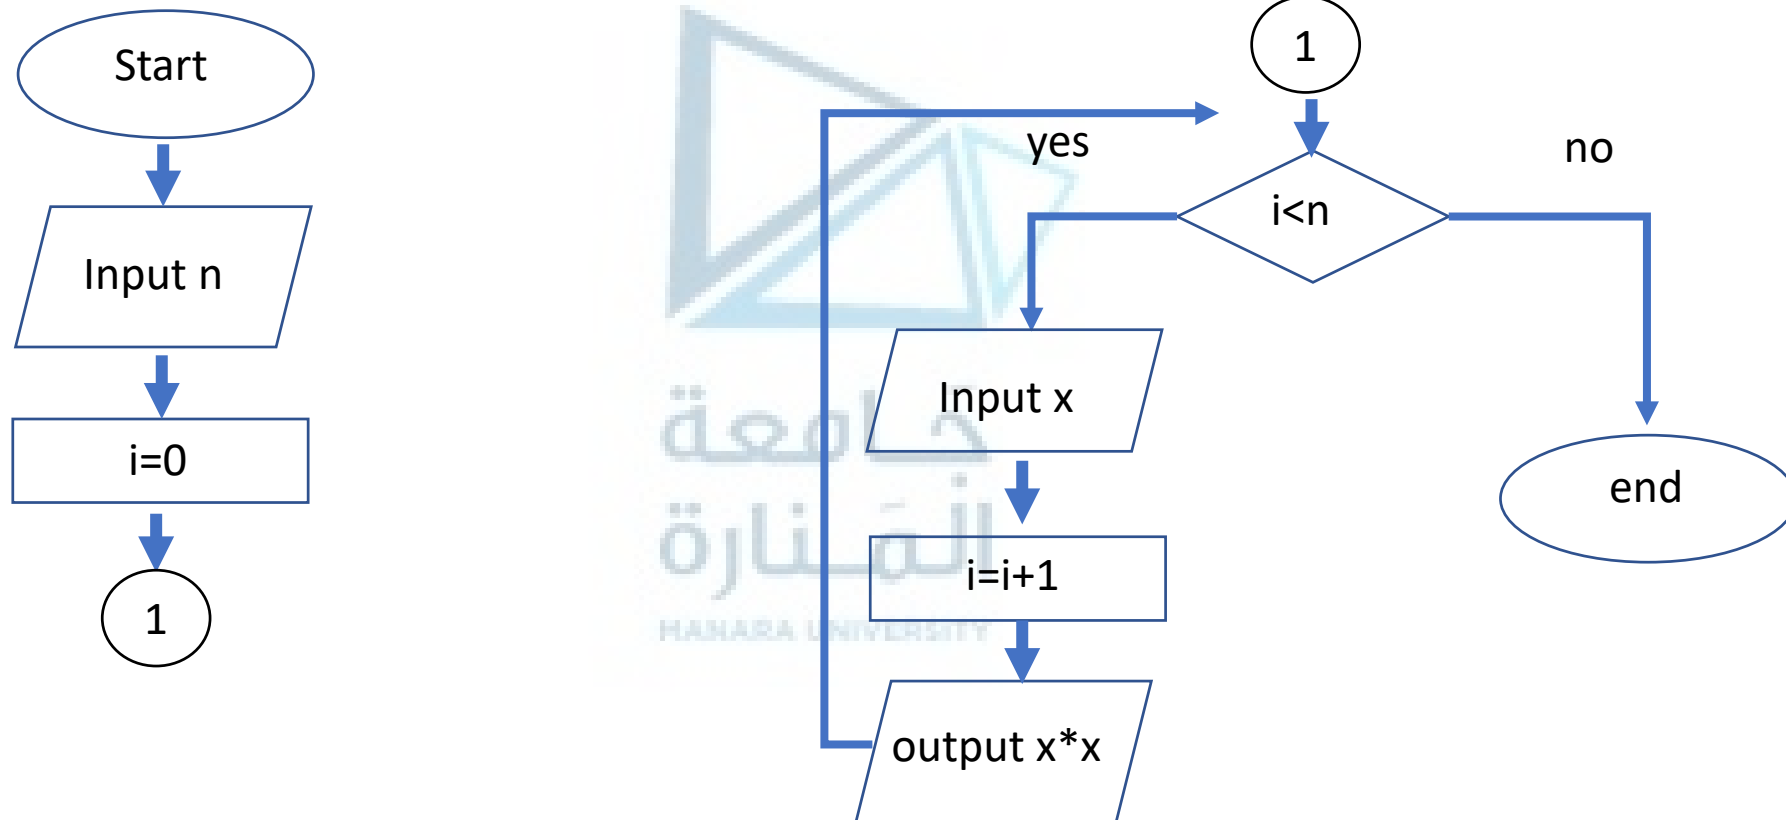 Start
Input n
i=0
1
1
yes
no
i<n
Input x
i=i+1
output x*x
end
جامعة
المنارة
MANARA UNIVERSITY